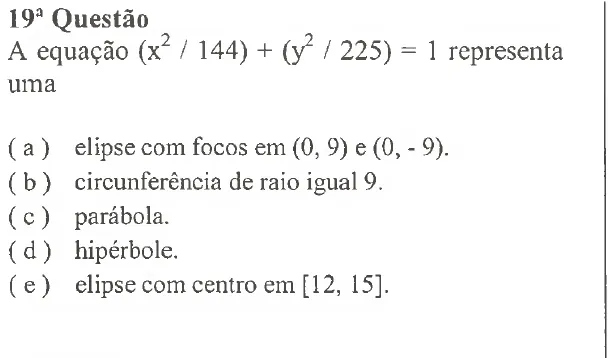 19ª Questão
A equação (x² / 144) + (y² / 225) = 1 representa
uma
( a ) elipse com focos em (0, 9) e (0, - 9).
( b ) circunferência de raio igual 9.
( c ) parábola.
( d ) hipérbole.
( e ) elipse com centro em [12, 15].